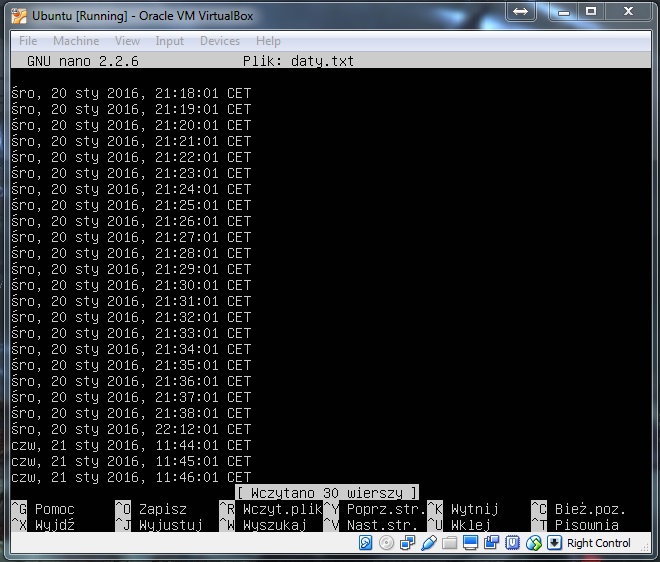 Ubuntu [Running] - Oracle VM VirtualBox
File Machine View Input Devices Help
GNU nano 2.2.6 Plik: daty.txt
śro, 20 sty 2016, 21:18:01 CET
śro, 20 sty 2016, 21:19:01 CET
śro, 20 sty 2016, 21:20:01 CET
śro, 20 sty 2016, 21:21:01 CET
śro, 20 sty 2016, 21:22:01 CET
śro, 20 sty 2016, 21:23:01 CET
śro, 20 sty 2016, 21:24:01 CET
śro, 20 sty 2016, 21:25:01 CET
śro, 20 sty 2016, 21:26:01 CET
śro, 20 sty 2016, 21:27:01 CET
śro, 20 sty 2016, 21:28:01 CET
śro, 20 sty 2016, 21:29:01 CET
śro, 20 sty 2016, 21:30:01 CET
śro, 20 sty 2016, 21:31:01 CET
śro, 20 sty 2016, 21:32:01 CET
śro, 20 sty 2016, 21:33:01 CET
śro, 20 sty 2016, 21:34:01 CET
śro, 20 sty 2016, 21:35:01 CET
śro, 20 sty 2016, 21:36:01 CET
śro, 20 sty 2016, 21:37:01 CET
śro, 20 sty 2016, 21:38:01 CET
śro, 20 sty 2016, 22:12:01 CET
czw, 21 sty 2016, 11:44:01 CET
czw, 21 sty 2016, 11:45:01 CET
czw, 21 sty 2016, 11:46:01 CET
[ Wczytano 30 wierszy ]
^G Pomoc ^O Zapisz ^R Wczyt.plik ^Y Poprz.str. ^K Wytnij ^C Bież.poz.
^X Wyjdź ^J Wyjustuj ^W Wyszukaj ^V Nast.str. ^U Wklej ^T Pisownia
Right Control